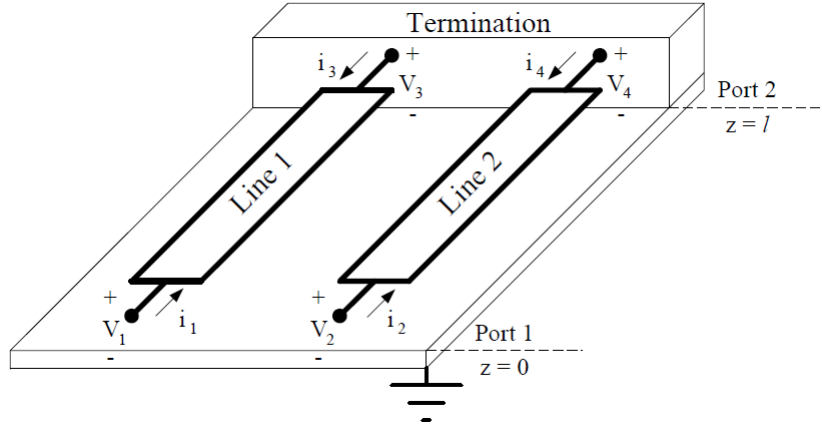 Termination
i3 + V3 -
i4 + V4 -
Port 2
z = l
Line 1
Line 2
+ V1 i1 -
+ V2 i2 -
Port 1
z = 0